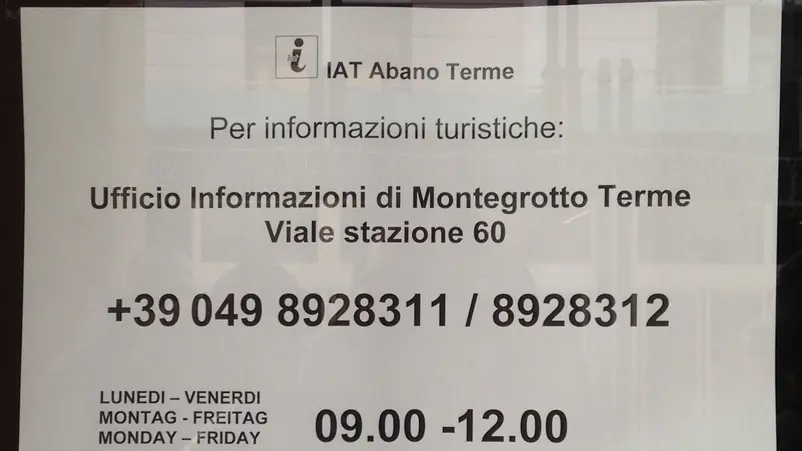 i
IAT Abano Terme
Per informazioni turistiche:
Ufficio Informazioni di Montegrotto Terme
Viale stazione 60
+39 049 8928311 / 8928312
LUNEDI – VENERDI
MONTAG - FREITAG
MONDAY – FRIDAY
09.00 -12.00